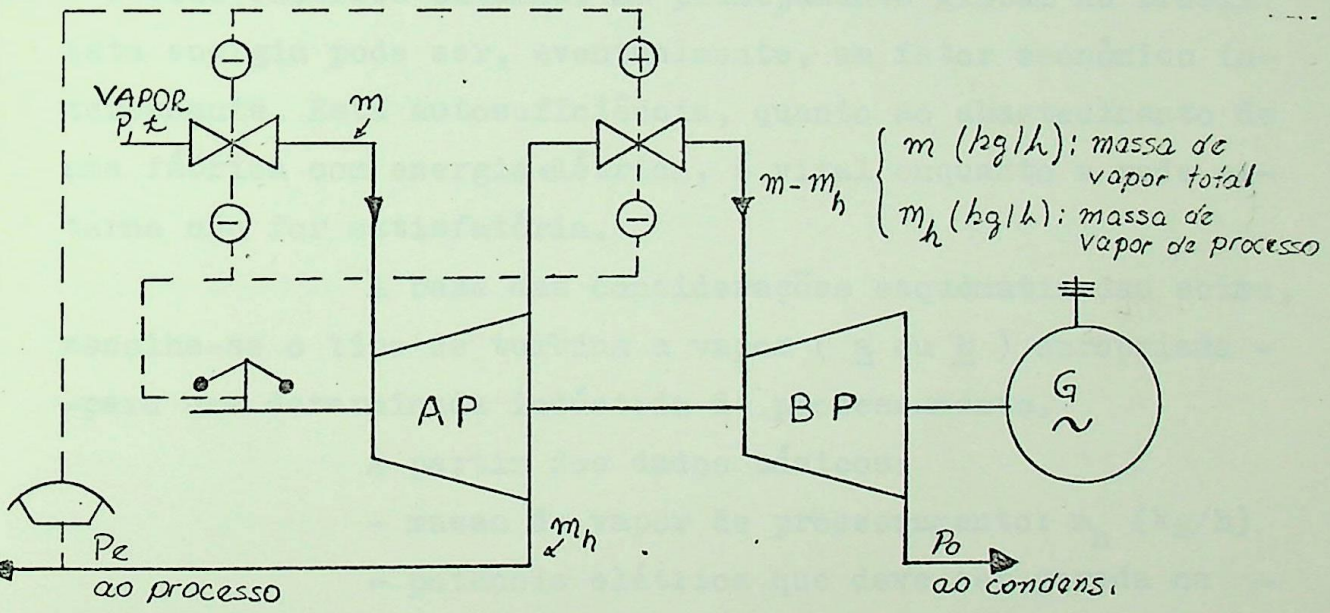 VAPOR
P, t
m
m - m_h
m (kg/h): massa de
vapor total
m_h (kg/h): massa de
vapor de processo
AP
BP
G
~
Pe
ao processo
m_h
Po
ao condens.